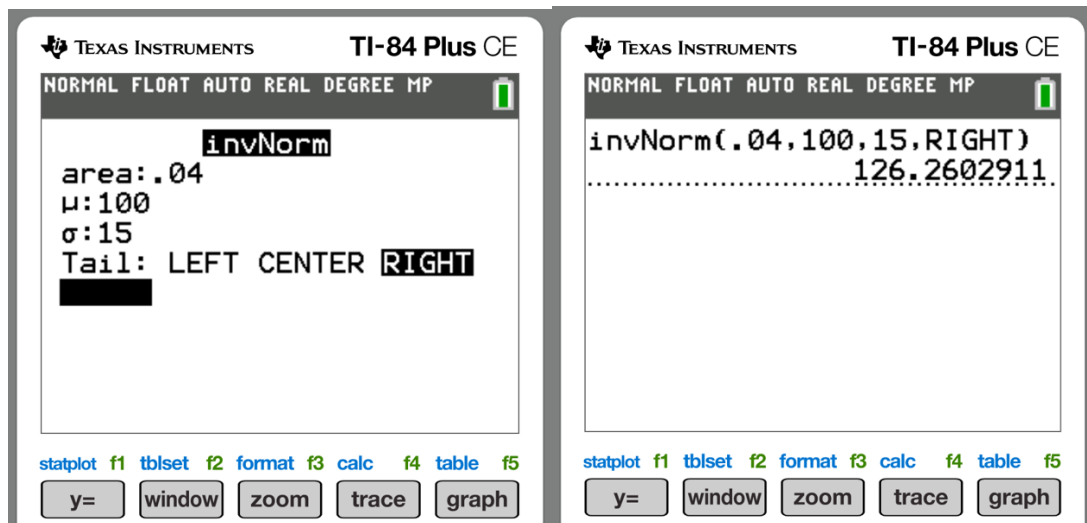 TEXAS INSTRUMENTS TI-84 Plus CE
NORMAL FLOAT AUTO REAL DEGREE MP
invNorm
area:.04
μ:100
σ:15
Tail: LEFT CENTER RIGHT
statplot f1 tblset f2 format f3 calc f4 table f5
y= window zoom trace graph
TEXAS INSTRUMENTS TI-84 Plus CE
NORMAL FLOAT AUTO REAL DEGREE MP
invNorm(.04,100,15,RIGHT)
126.2602911
statplot f1 tblset f2 format f3 calc f4 table f5
y= window zoom trace graph